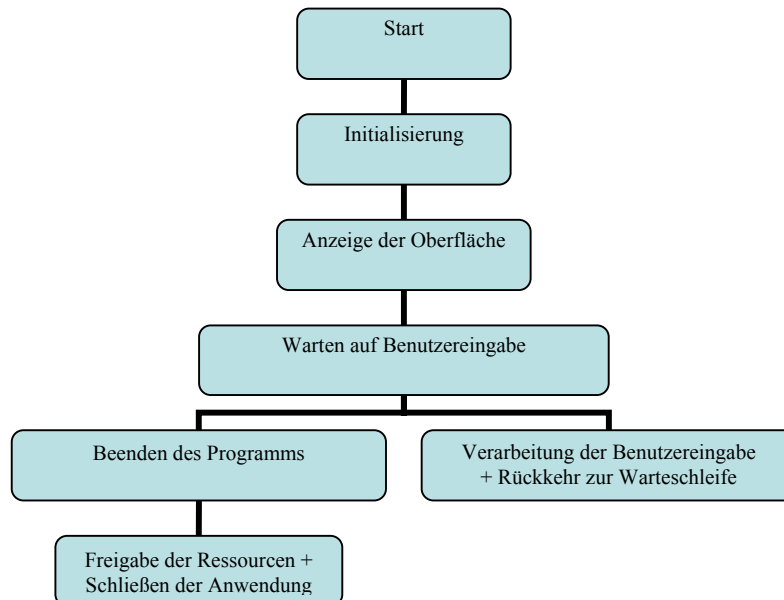 Start
Initialisierung
Anzeige der Oberfläche
Warten auf Benutzereingabe
Beenden des Programms
Verarbeitung der Benutzereingabe
+ Rückkehr zur Warteschleife
Freigabe der Ressourcen +
Schließen der Anwendung